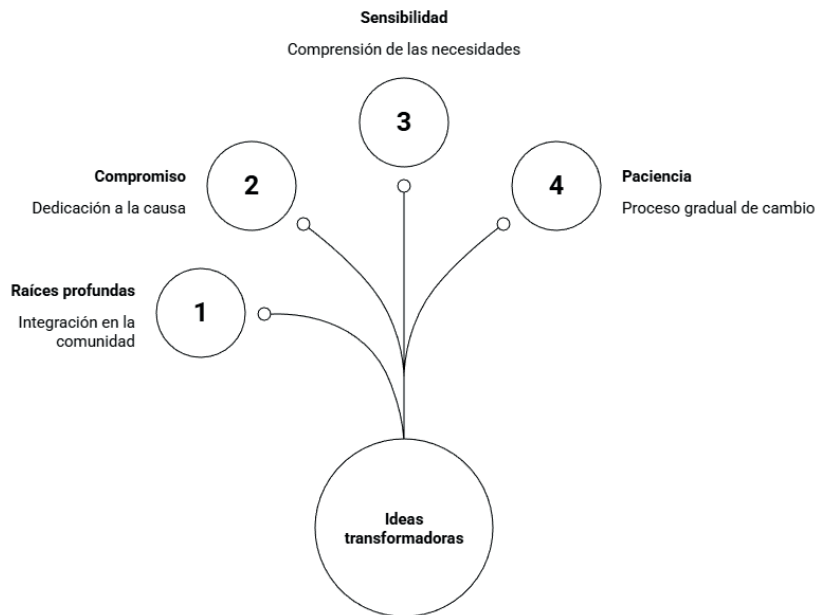 Sensibilidad
Comprensión de las necesidades
3
Compromiso
Dedicación a la causa
2
4
Paciencia
Proceso gradual de cambio
Raíces profundas
Integración en la
comunidad
1
Ideas
transformadoras